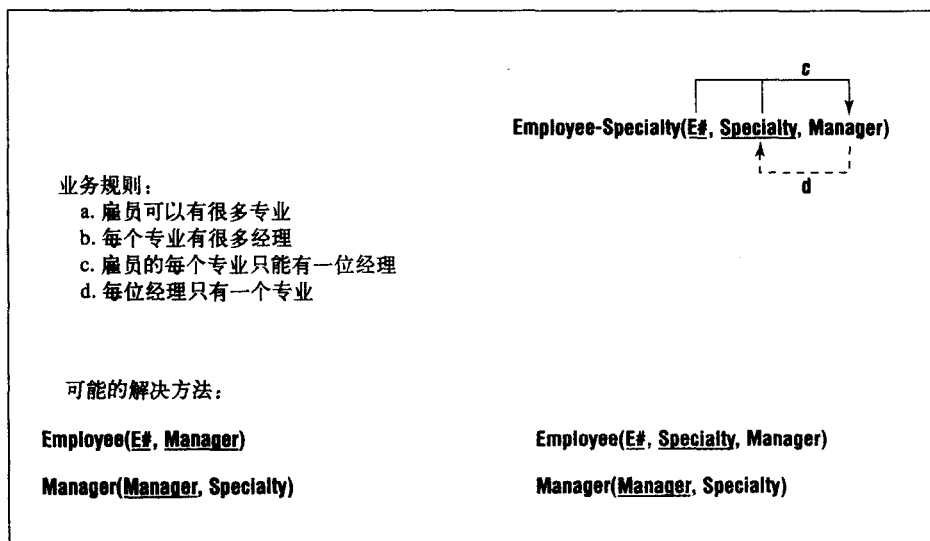 c
Employee-Specialty(E#, Specialty, Manager)
d
业务规则：
a. 雇员可以有很多专业
b. 每个专业有很多经理
c. 雇员的每个专业只能有一位经理
d. 每位经理只有一个专业
可能的解决方法：
Employee(E#, Manager)
Employee(E#, Specialty, Manager)
Manager(Manager, Specialty)
Manager(Manager, Specialty)